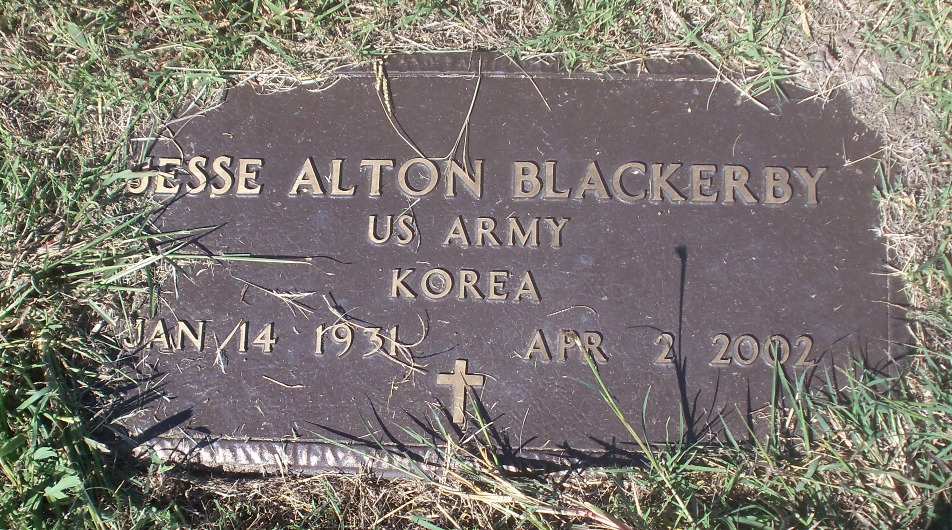 JESSE ALTON BLACKERBY
US ARMY
KOREA
JAN 14 1931 APR 2 2002